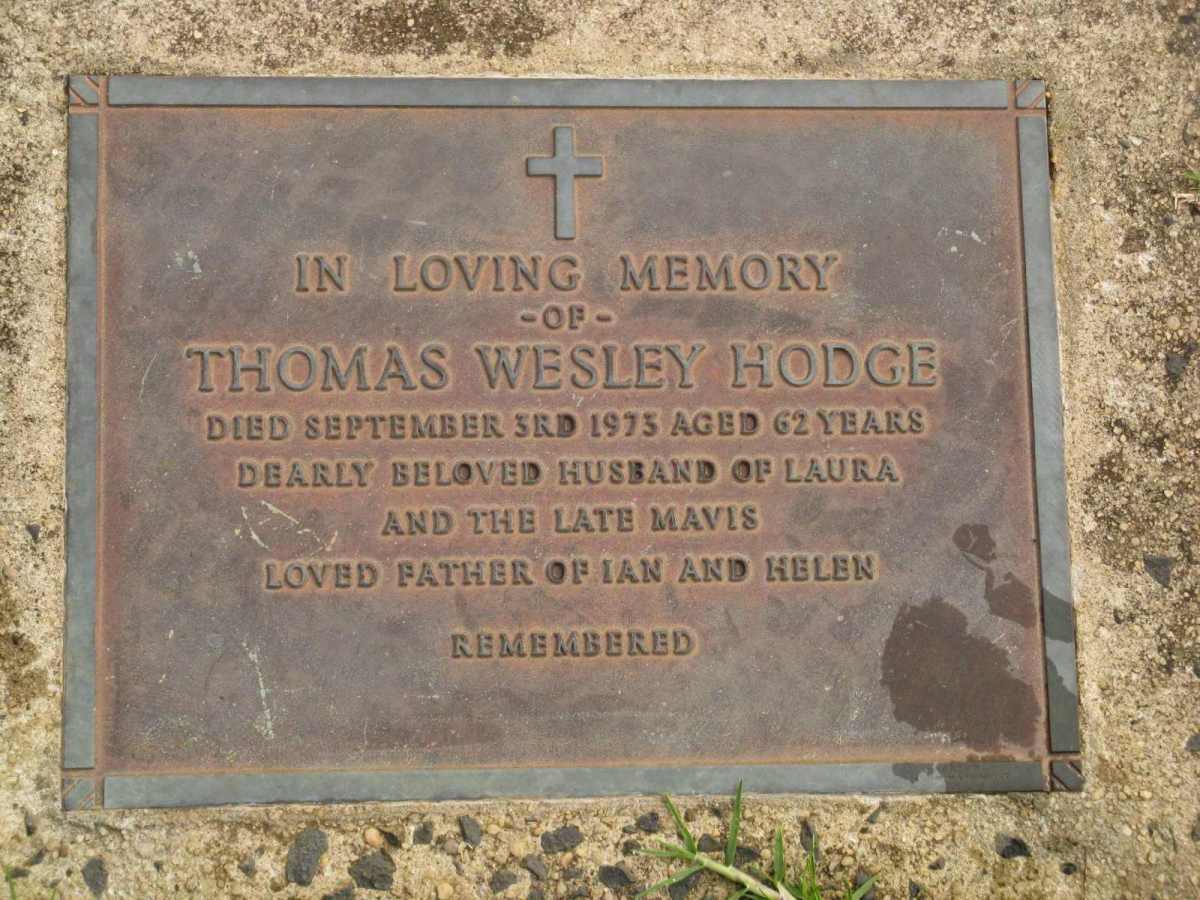 IN LOVING MEMORY
-OF-
THOMAS WESLEY HODGE
DIED SEPTEMBER 3RD 1973 AGED 62 YEARS
DEARLY BELOVED HUSBAND OF LAURA
AND THE LATE MAVIS
LOVED FATHER OF IAN AND HELEN
REMEMBERED